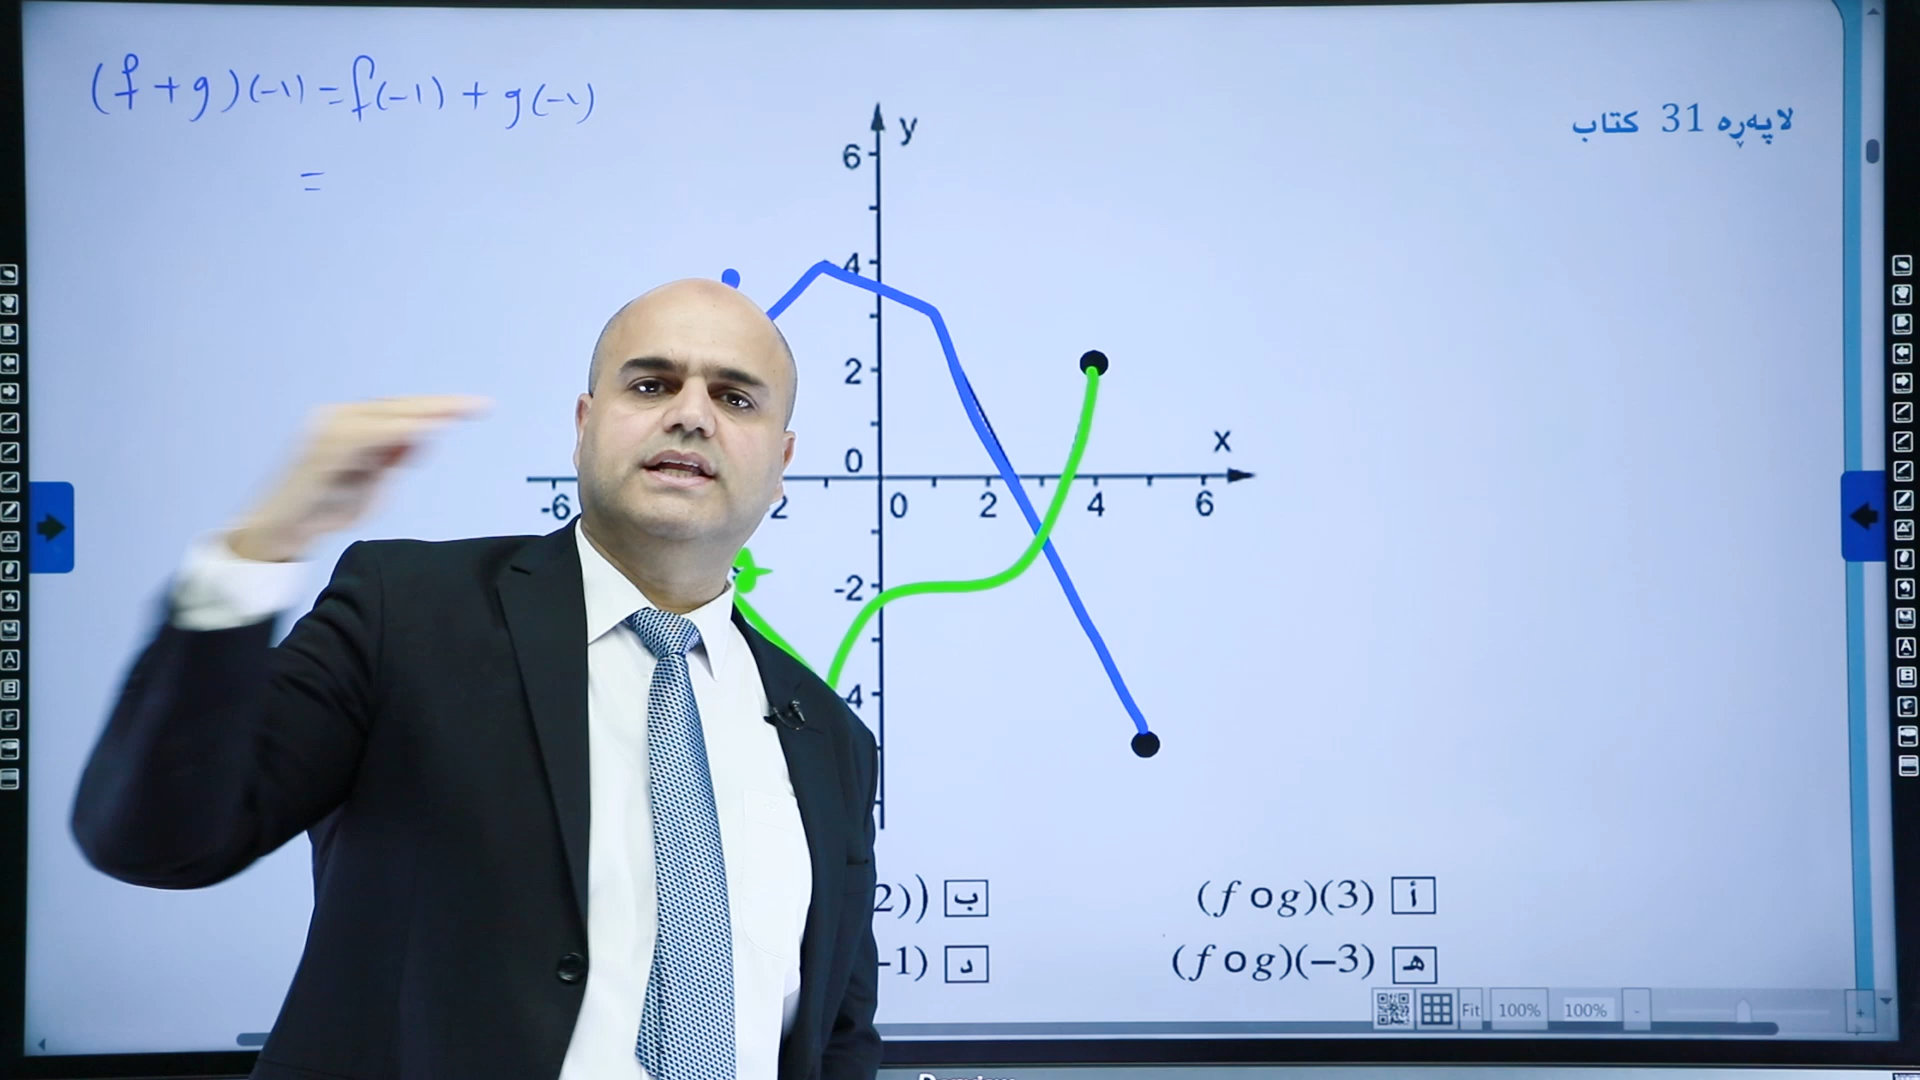 (f + g)(-1) = f(-1) + g(-1)
=
لاپەڕە 31 کتاب
y
6
4
2
0
x
-6
2
0
2
4
6
-2
4
أ (f o g)(3)
ب 2))
هـ (f o g)(−3)
د -1)
Fit 100% 100% - +